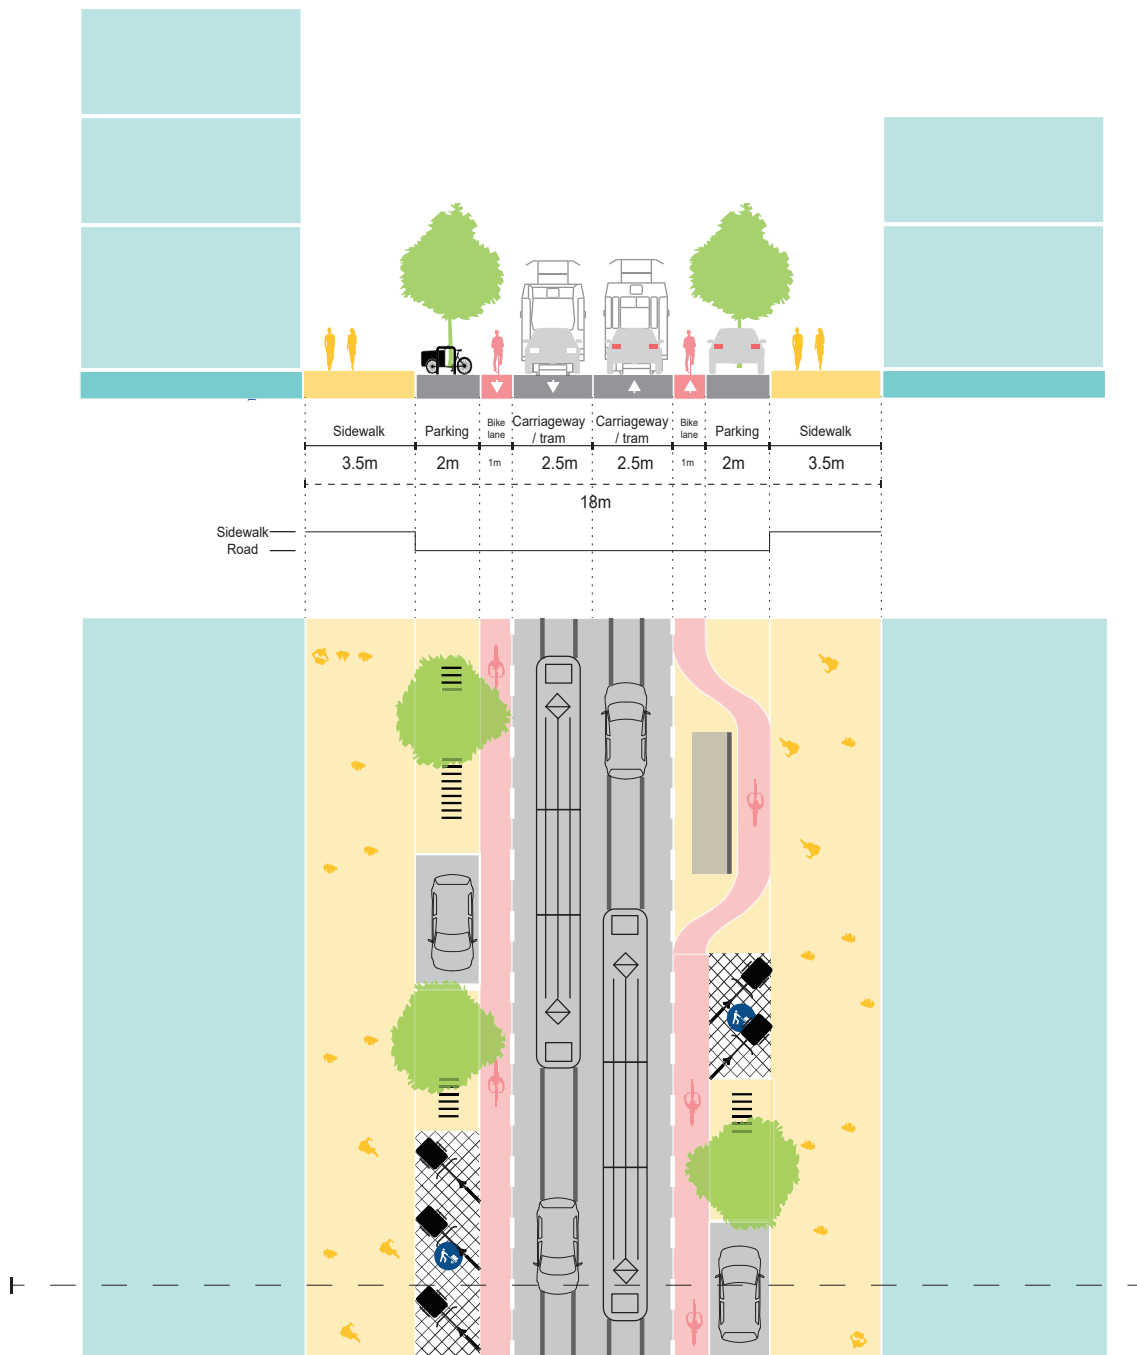 Sidewalk
Parking
Bike
lane
Carriageway
/ tram
Carriageway
/ tram
Bike
lane
Parking
Sidewalk
3.5m
2m
1m
2.5m
2.5m
1m
2m
3.5m
18m
Sidewalk
Road